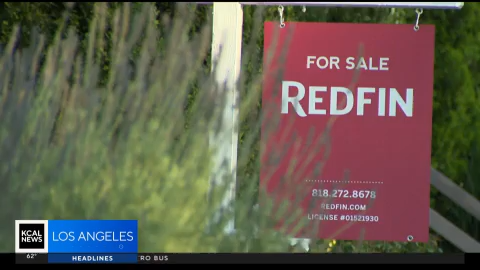 FOR SALE
REDFIN
818.272.8678
REDFIN.COM
LICENSE #01521930
KCAL
NEWS
LOS ANGELES
62°
HEADLINES
RO BUS